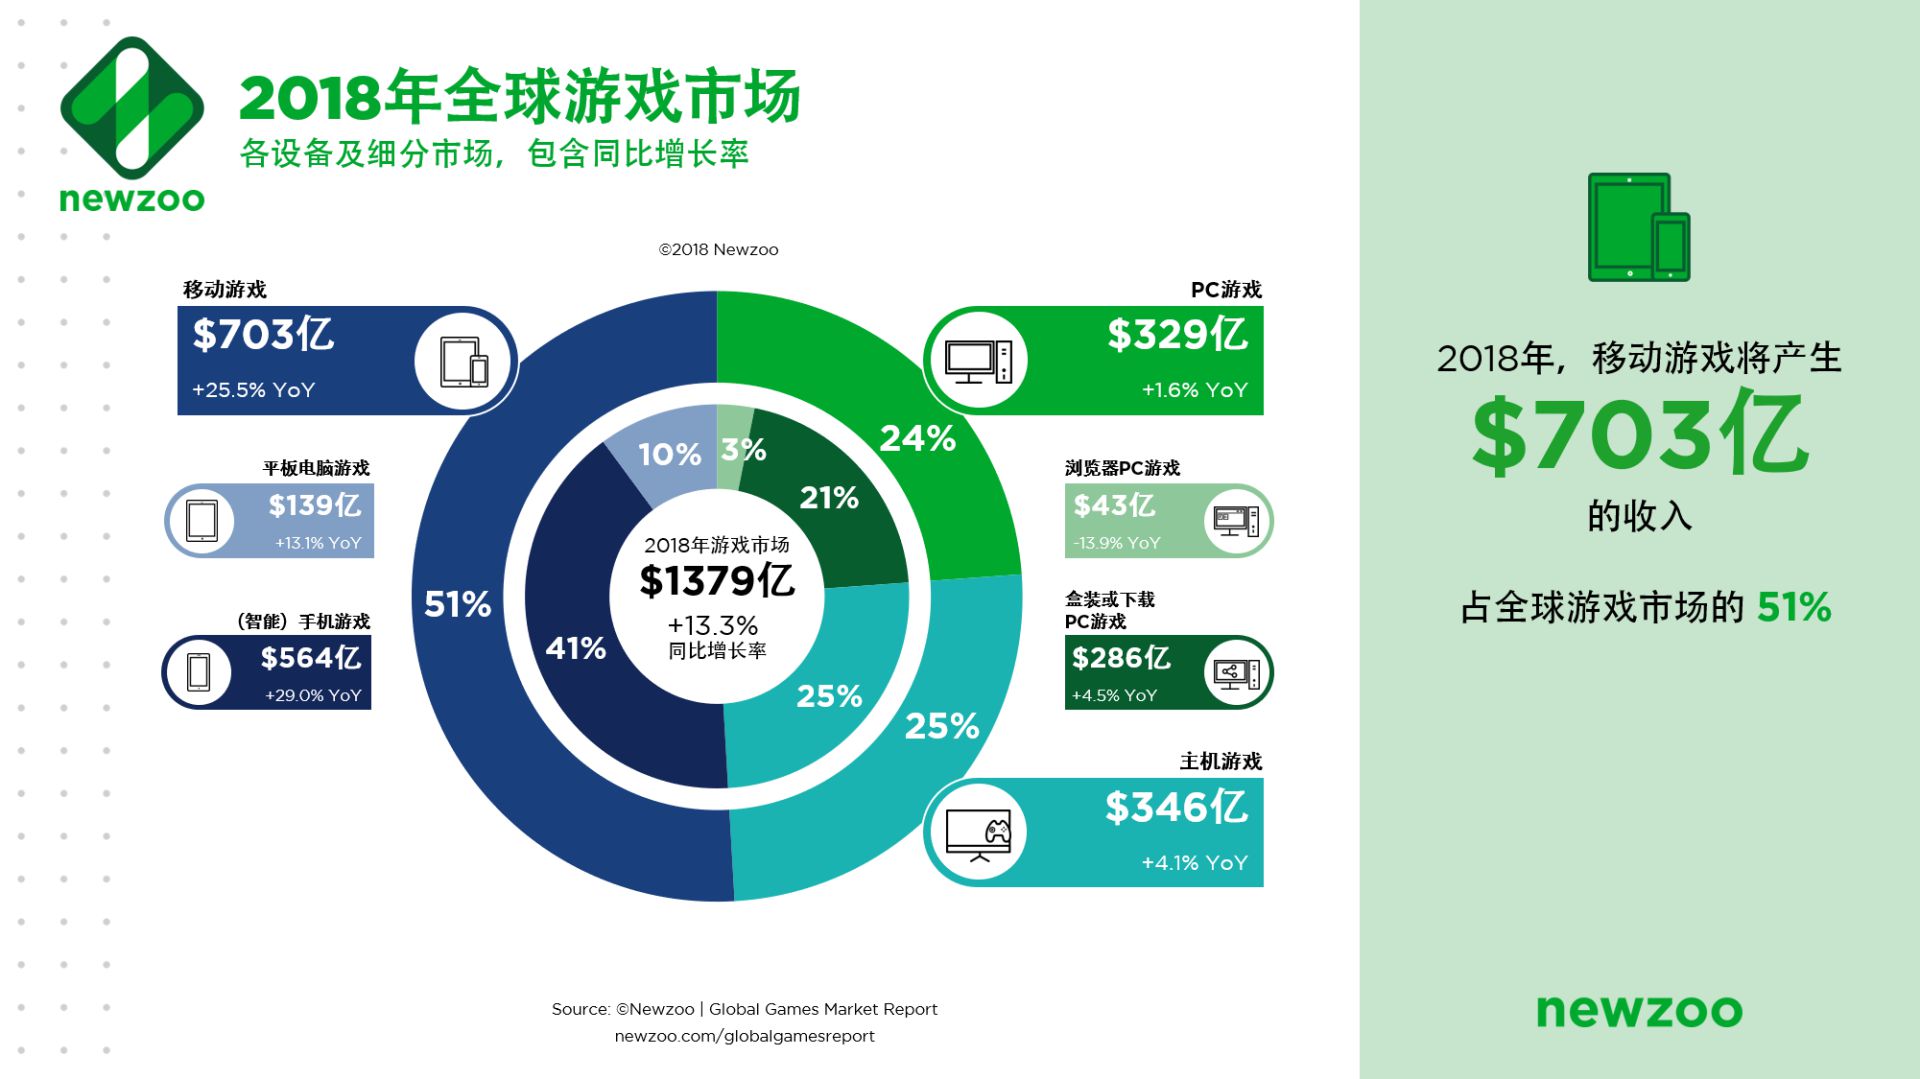 2018年全球游戏市场
各设备及细分市场，包含同比增长率
newzoo
©2018 Newzoo
移动游戏
$703亿
+25.5% YoY
平板电脑游戏
$139亿
+13.1% YoY
（智能）手机游戏
$564亿
+29.0% YoY
51%
10%
3%
21%
24%
41%
25%
25%
2018年游戏市场
$1379亿
+13.3%
同比增长率
PC游戏
$329亿
+1.6% YoY
浏览器PC游戏
$43亿
-13.9% YoY
盒装或下载
PC游戏
$286亿
+4.5% YoY
主机游戏
$346亿
+4.1% YoY
Source: ©Newzoo | Global Games Market Report
newzoo.com/globalgamesreport
2018年，移动游戏将产生
$703亿
的收入
占全球游戏市场的 51%
newzoo